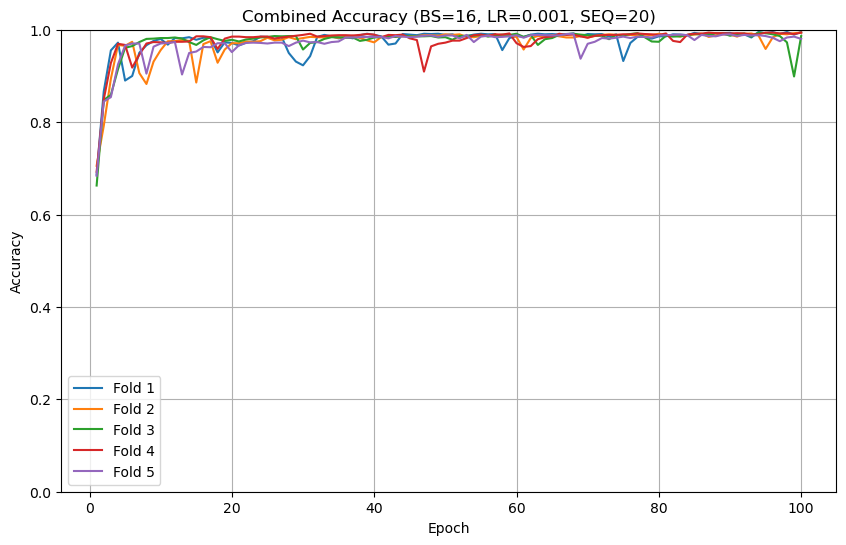 Combined Accuracy (BS=16, LR=0.001, SEQ=20)
1.0
0.8
0.6
0.4
0.2
0.0
Accuracy
Fold 1
Fold 2
Fold 3
Fold 4
Fold 5
0 20 40 60 80 100
Epoch